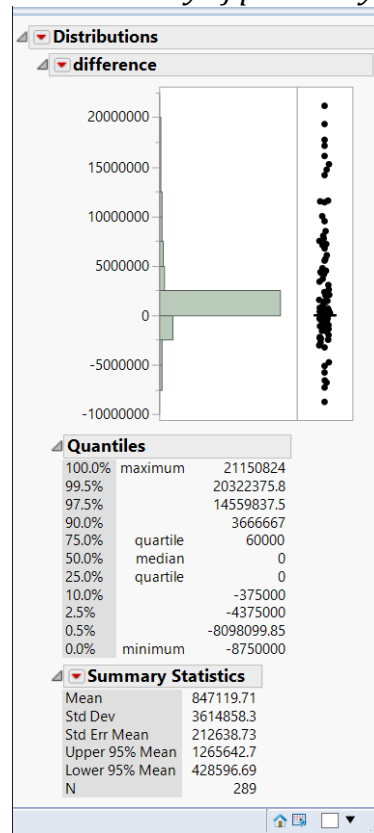 Distributions
difference
20000000
15000000
10000000
5000000
0
-5000000
-10000000
Quantiles
100.0% maximum 21150824
99.5% 20322375.8
97.5% 14559837.5
90.0% 3666667
75.0% quartile 60000
50.0% median 0
25.0% quartile 0
10.0% -375000
2.5% -4375000
0.5% -8098099.85
0.0% minimum -8750000
Summary Statistics
Mean 847119.71
Std Dev 3614858.3
Std Err Mean 212638.73
Upper 95% Mean 1265642.7
Lower 95% Mean 428596.69
N 289